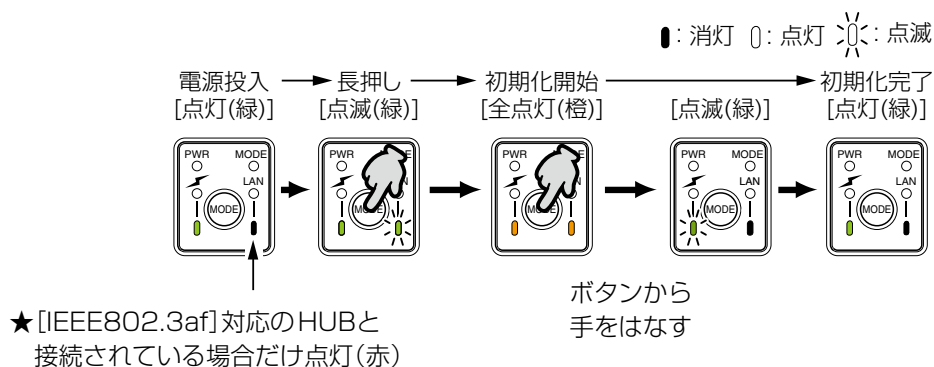 ：消灯 ：点灯 ：点滅
電源投入 長押し 初期化開始 初期化完了
[点灯(緑)] [点滅(緑)] [全点灯(橙)] [点滅(緑)] [点灯(緑)]
PWR MODE PWR DE PWR DE PWR MODE PWR MODE
LAN N LAN LAN
MODE MODE MODE MODE MODE
ボタンから
手をはなす
★[IEEE802.3af]対応のHUBと
接続されている場合だけ点灯(赤)